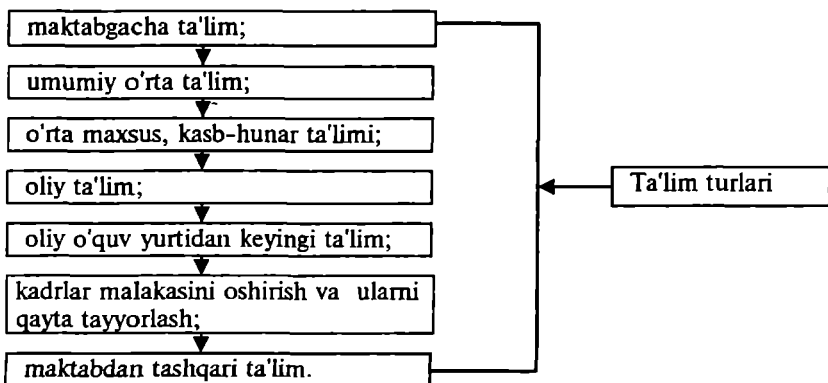 maktabgacha ta'lim;
umumiy o'rta ta'lim;
o'rta maxsus, kasb-hunar ta'limi;
oliy ta'lim;
Ta'lim turlari
oliy o'quv yurtidan keyingi ta'lim;
kadrlar malakasini oshirish va ularni
qayta tayyorlash;
maktabdan tashqari ta'lim.